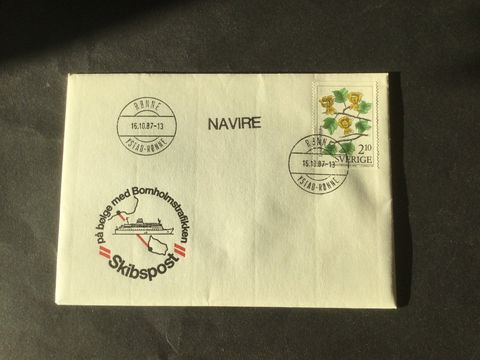 RØNNE
16.10.87-13
YSTAD-RØNNE
NAVIRE
RØNNE
16.10.87-13
YSTAD-RØNNE
2.10
SVERIGE
på bølge med Bornholmstrafikken
Skibspost